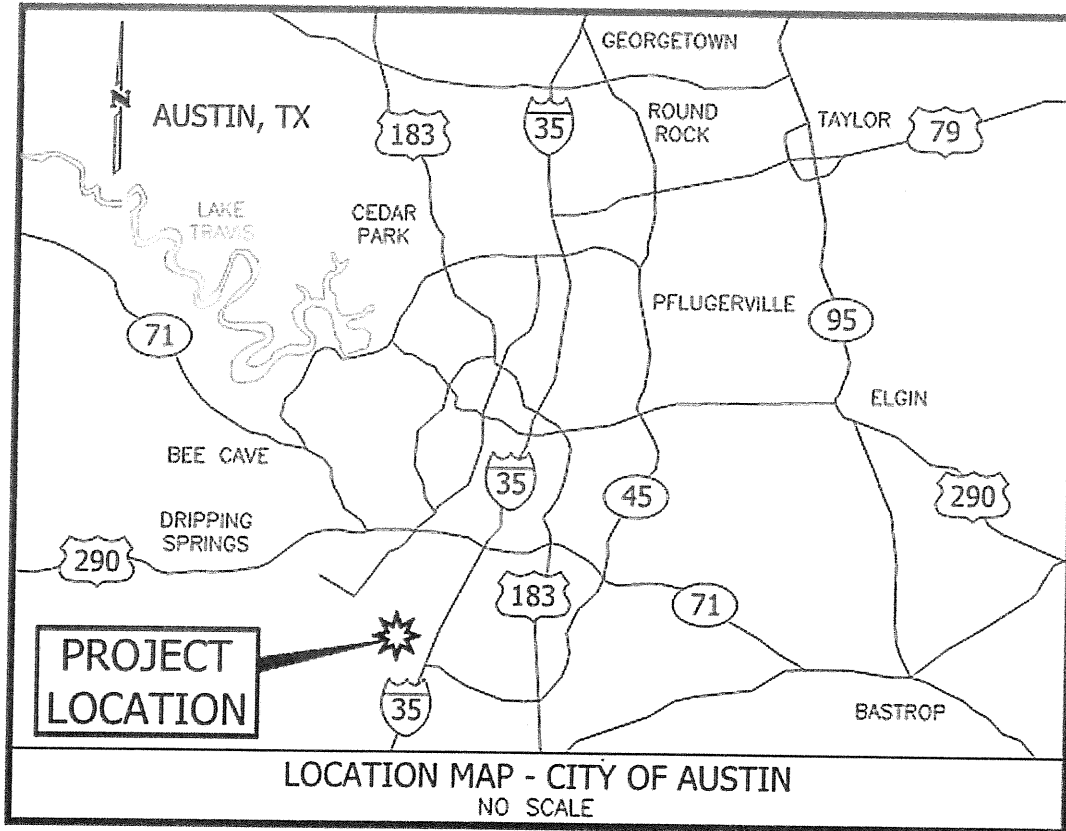 GEORGETOWN
N
AUSTIN, TX
183
35
ROUND
ROCK
TAYLOR
79
LAKE
TRAVIS
CEDAR
PARK
PFLUGERVILLE
71
95
ELGIN
BEE CAVE
35
45
290
DRIPPING
SPRINGS
290
183
71
PROJECT
LOCATION
35
BASTROP
LOCATION MAP - CITY OF AUSTIN
NO SCALE